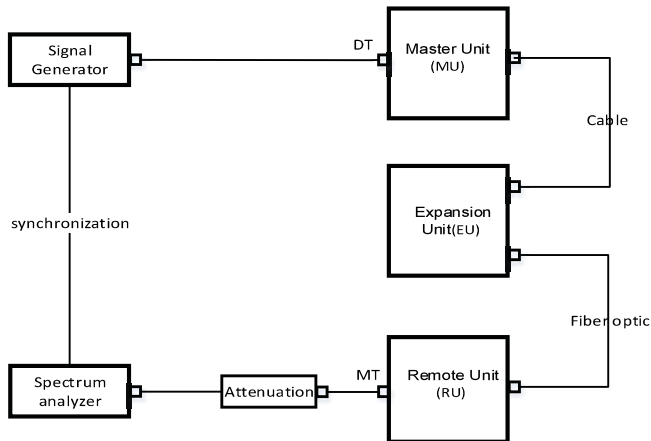 Signal
Generator
DT
Master Unit
(MU)
Cable
synchronization
Expansion
Unit(EU)
Fiber optic
Spectrum
analyzer
Attenuation
MT
Remote Unit
(RU)